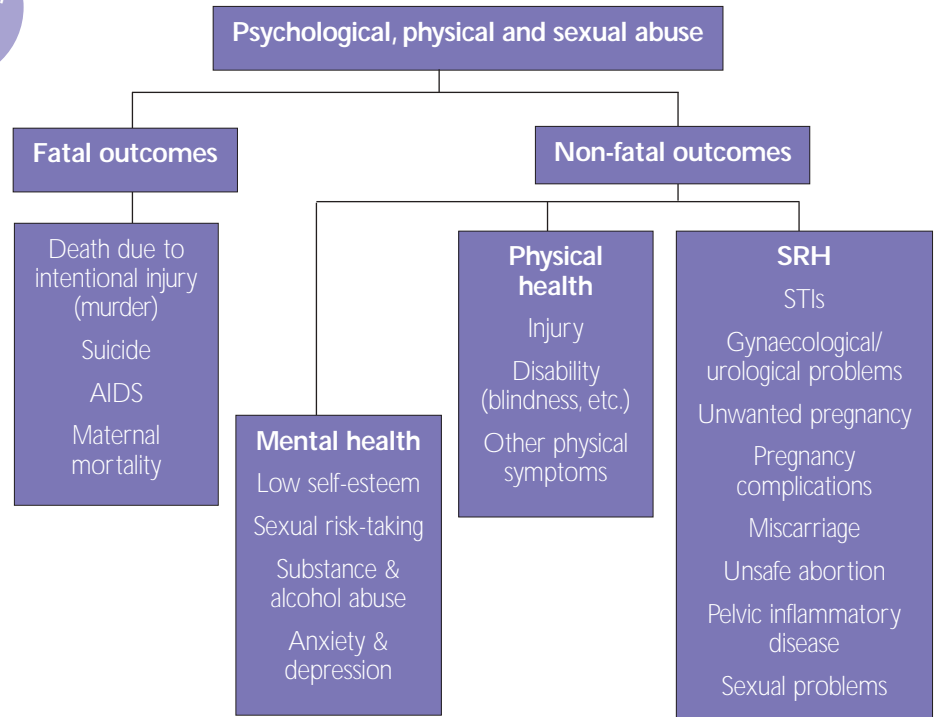 Psychological, physical and sexual abuse
Fatal outcomes
Death due to
intentional injury
(murder)
Suicide
AIDS
Maternal
mortality
Non-fatal outcomes
Mental health
Low self-esteem
Sexual risk-taking
Substance &
alcohol abuse
Anxiety &
depression
Physical
health
Injury
Disability
(blindness, etc.)
Other physical
symptoms
SRH
STIs
Gynaecological/
urological problems
Unwanted pregnancy
Pregnancy
complications
Miscarriage
Unsafe abortion
Pelvic inflammatory
disease
Sexual problems